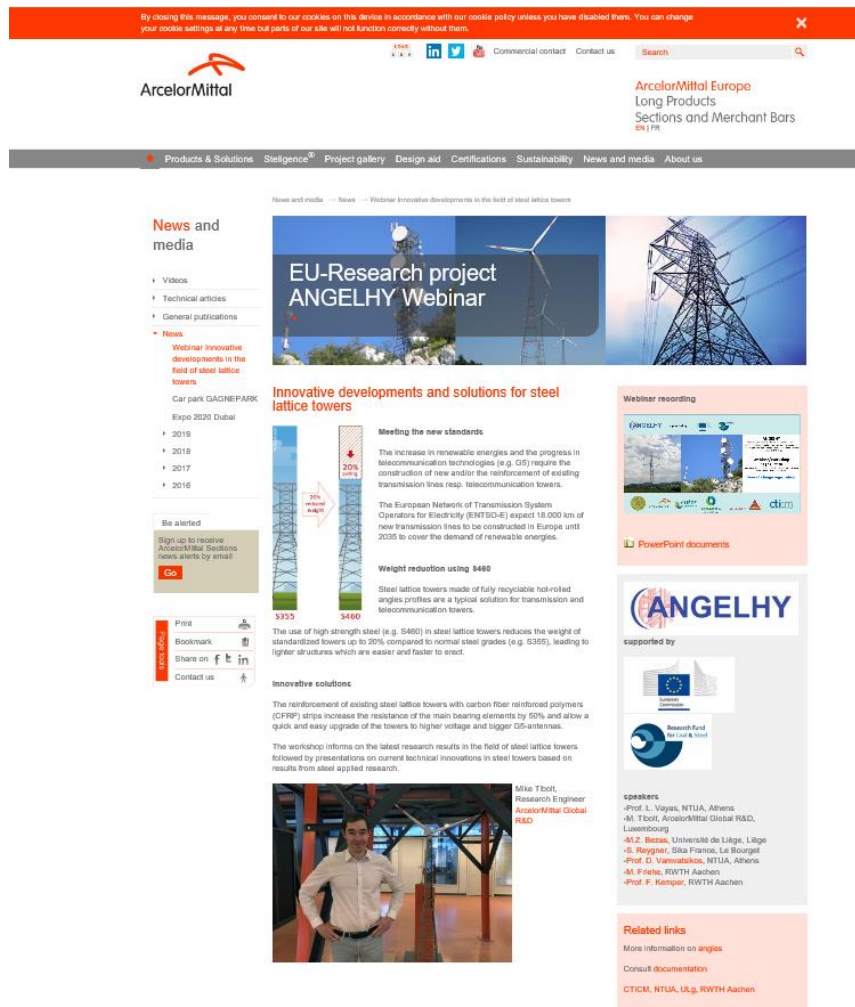 By closing this message, you consent to our cookies on this device in accordance with our cookie policy unless you have disabled them. You can change
your cookie settings at any time but parts of our site will not function correctly without them.
Commercial contact Contact us
Search
ArcelorMittal
ArcelorMittal Europe
Long Products
Sections and Merchant Bars
EN | FR
Products & Solutions Steligence® Project gallery Design aid Certifications Sustainability News and media About us
News and media → News → Webinar Innovative developments in the field of steel lattice towers
News and
media
Videos
Technical articles
General publications
News
Webinar Innovative
developments in the
field of steel lattice
towers
Car park GAGNEPARK
Expo 2020 Dubai
2019
2018
2017
2016
Be alerted
Sign up to receive
ArcelorMittal Sections
news alerts by email
Go
Page tools
Print
Bookmark
Share on
Contact us
EU-Research project
ANGELHY Webinar
Innovative developments and solutions for steel
lattice towers
20%
reduced
weight
20%
S355 S460
Meeting the new standards
The increase in renewable energies and the progress in
telecommunication technologies (e.g. G5) require the
construction of new and/or the reinforcement of existing
transmission lines resp. telecommunication towers.
The European Network of Transmission System
Operators for Electricity (ENTSO-E) expect 18.000 km of
new transmission lines to be constructed in Europe until
2035 to cover the demand of renewable energies.
Weight reduction using S460
Steel lattice towers made of fully recyclable hot-rolled
angles profiles are a typical solution for transmission and
telecommunication towers.
The use of high strength steel (e.g. S460) in steel lattice towers reduces the weight of
standardized towers up to 20% compared to normal steel grades (e.g. S355), leading to
lighter structures which are easier and faster to erect.
Innovative solutions
The reinforcement of existing steel lattice towers with carbon fiber reinforced polymers
(CFRP) strips increase the resistance of the main bearing elements by 50% and allow a
quick and easy upgrade of the towers to higher voltage and bigger G5-antennas.
The workshop informs on the latest research results in the field of steel lattice towers
followed by presentations on current technical innovations in steel towers based on
results from steel applied research.
Mike Tibolt,
Research Engineer
ArcelorMittal Global
R&D
Webinar recording
ANGELHY
cticm
PowerPoint documents
ANGELHY
supported by
European
Commission
Research Fund
for Coal & Steel
speakers
-Prof. I. Vayas, NTUA, Athens
-M. Tibolt, ArcelorMittal Global R&D,
Luxembourg
-M.Z. Bezas, Université de Liège, Liège
-S. Reygner, Sika France, Le Bourget
-Prof. D. Vamvatsikos, NTUA, Athens
-M. Friehe, RWTH Aachen
-Prof. F. Kemper, RWTH Aachen
Related links
More information on angles
Consult documentation
CTICM, NTUA, ULg, RWTH Aachen